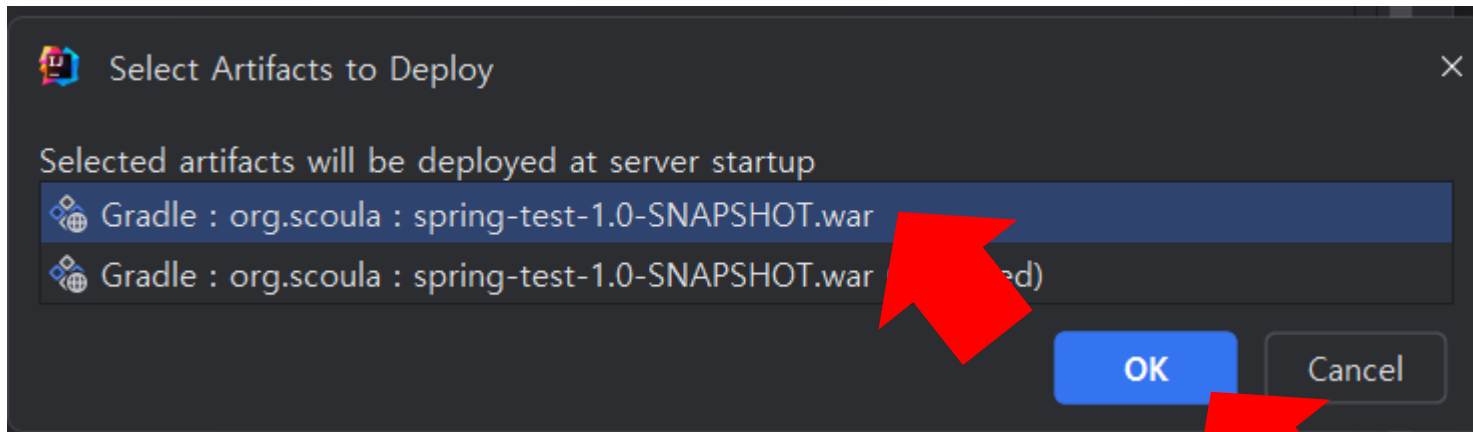 Select Artifacts to Deploy
Selected artifacts will be deployed at server startup
Gradle : org.scoula : spring-test-1.0-SNAPSHOT.war
Gradle : org.scoula : spring-test-1.0-SNAPSHOT.war
OK Cancel